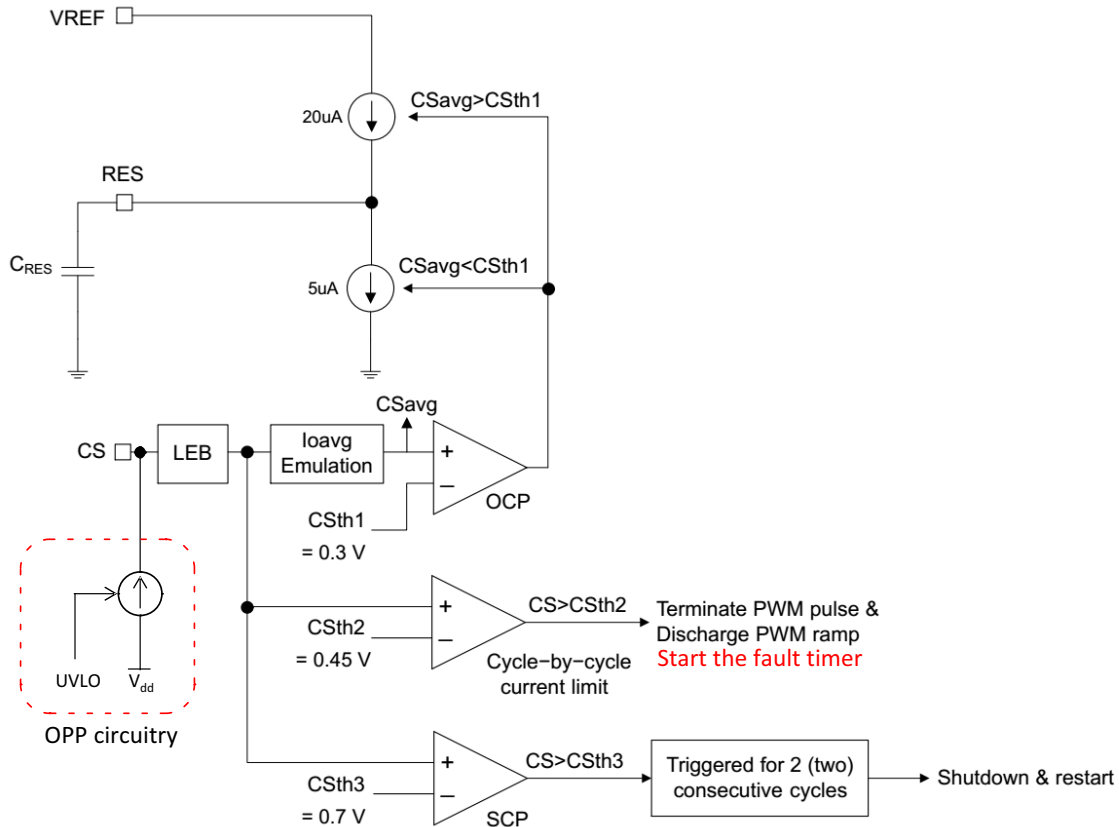 VREF
20uA
CSavg>CSth1
RES
CRES
5uA
CSavg<CSth1
CSavg
CS
LEB
Ioavg
Emulation
+
−
OCP
CSth1
= 0.3 V
UVLO
Vdd
OPP circuitry
+
−
CSth2
= 0.45 V
CS>CSth2
Cycle−by−cycle
current limit
Terminate PWM pulse &
Discharge PWM ramp
Start the fault timer
+
−
CSth3
= 0.7 V
SCP
CS>CSth3
Triggered for 2 (two)
consecutive cycles
Shutdown & restart